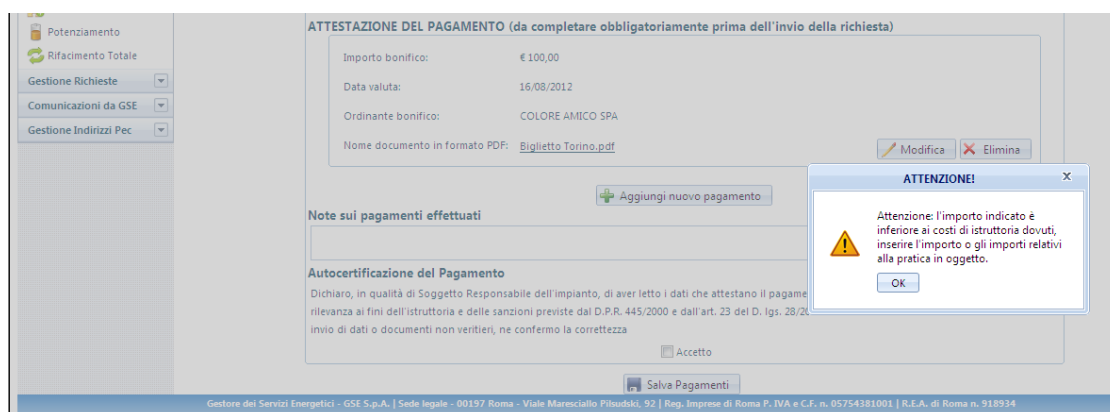 Potenziamento
Rifacimento Totale
Gestione Richieste
Comunicazioni da GSE
Gestione Indirizzi Pec
ATTESTAZIONE DEL PAGAMENTO (da completare obbligatoriamente prima dell'invio della richiesta)
Importo bonifico: € 100,00
Data valuta: 16/08/2012
Ordinante bonifico: COLORE AMICO SPA
Nome documento in formato PDF: Biglietto Torino.pdf
Modifica Elimina
Aggiungi nuovo pagamento
Note sui pagamenti effettuati
Autocertificazione del Pagamento
Dichiaro, in qualità di Soggetto Responsabile dell'impianto, di aver letto i dati che attestano il pagame
rilevanza ai fini dell'istruttoria e delle sanzioni previste dal D.P.R. 445/2000 e dall'art. 23 del D. lgs. 28/20
invio di dati o documenti non veritieri, ne confermo la correttezza
Accetto
Salva Pagamenti
ATTENZIONE! x
Attenzione: l'importo indicato è
inferiore ai costi di istruttoria dovuti,
inserire l'importo o gli importi relativi
alla pratica in oggetto.
OK
Gestore dei Servizi Energetici - GSE S.p.A. | Sede legale - 00197 Roma - Viale Maresciallo Pilsudski, 92 | Reg. Imprese di Roma P. IVA e C.F. n. 05754381001 | R.E.A. di Roma n. 918934